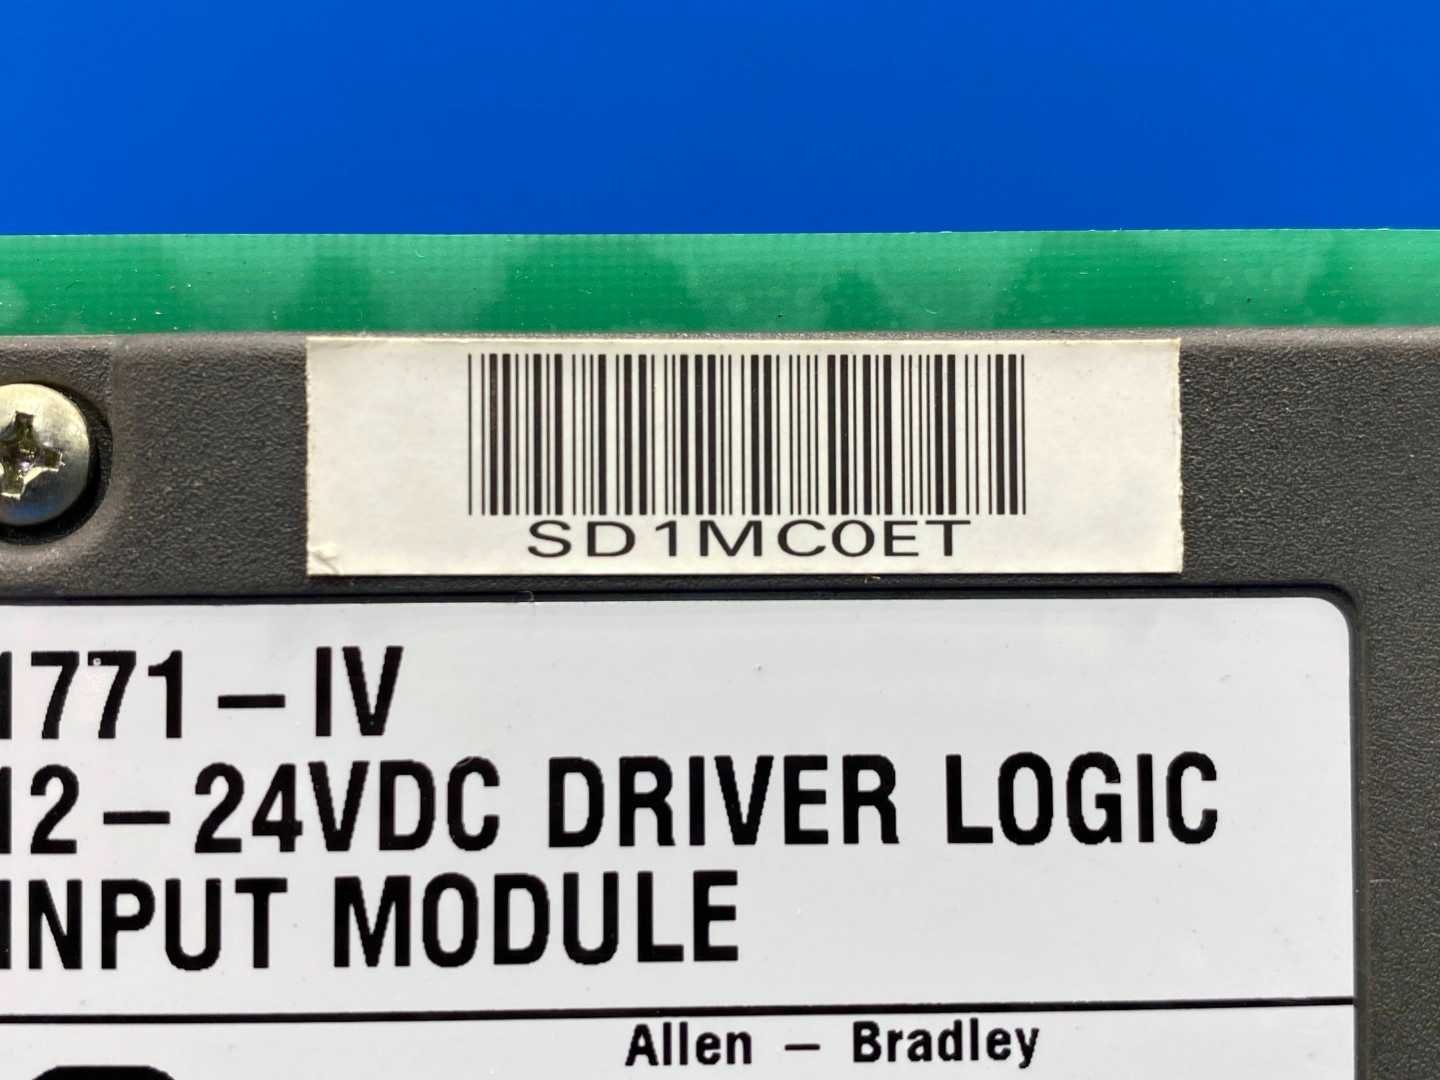 SD1MC0ET
1771-IV
12-24VDC DRIVER LOGIC
INPUT MODULE
Allen - Bradley